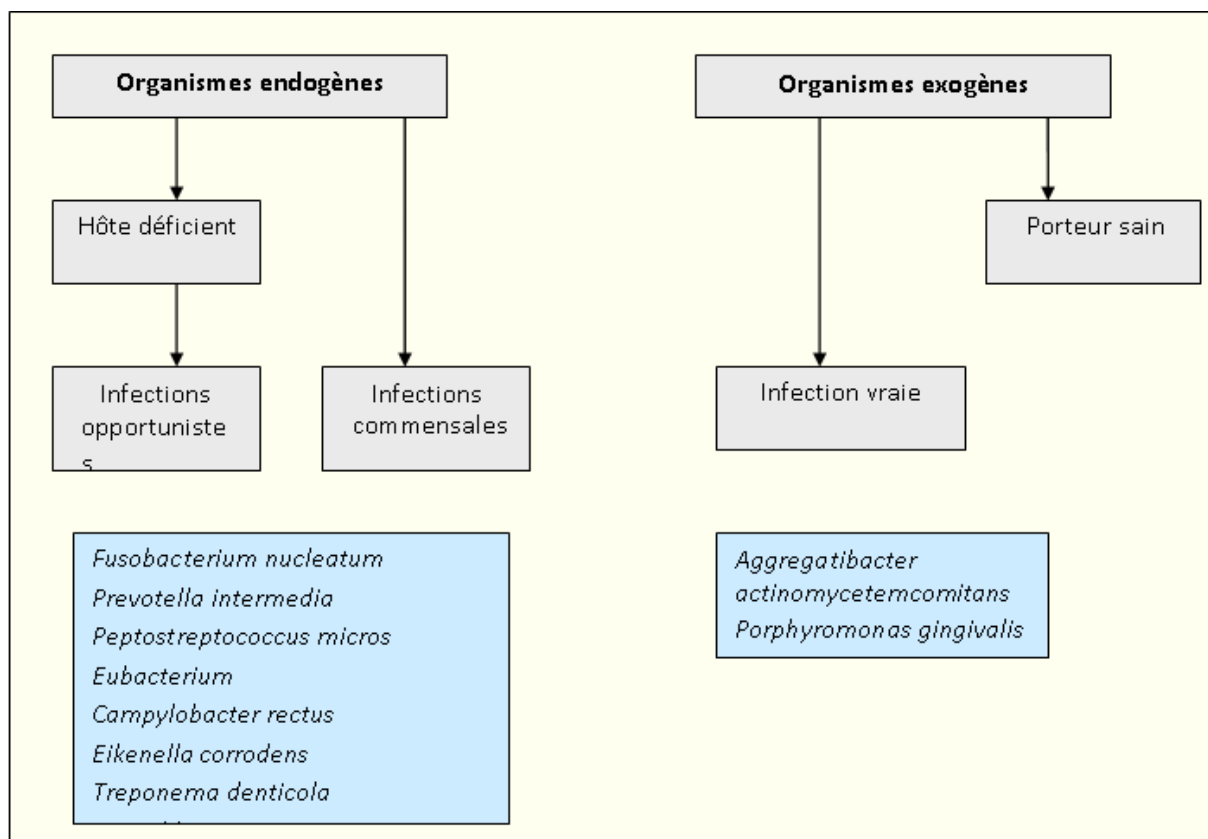 Organismes endogènes
Organismes exogènes
Hôte déficient
Porteur sain
Infections
opportuniste
s
Infections
commensales
Infection vraie
Fusobacterium nucleatum
Prevotella intermedia
Peptostreptococcus micros
Eubacterium
Campylobacter rectus
Eikenella corrodens
Treponema denticola
Aggregatibacter
actinomycetemcomitans
Porphyromonas gingivalis